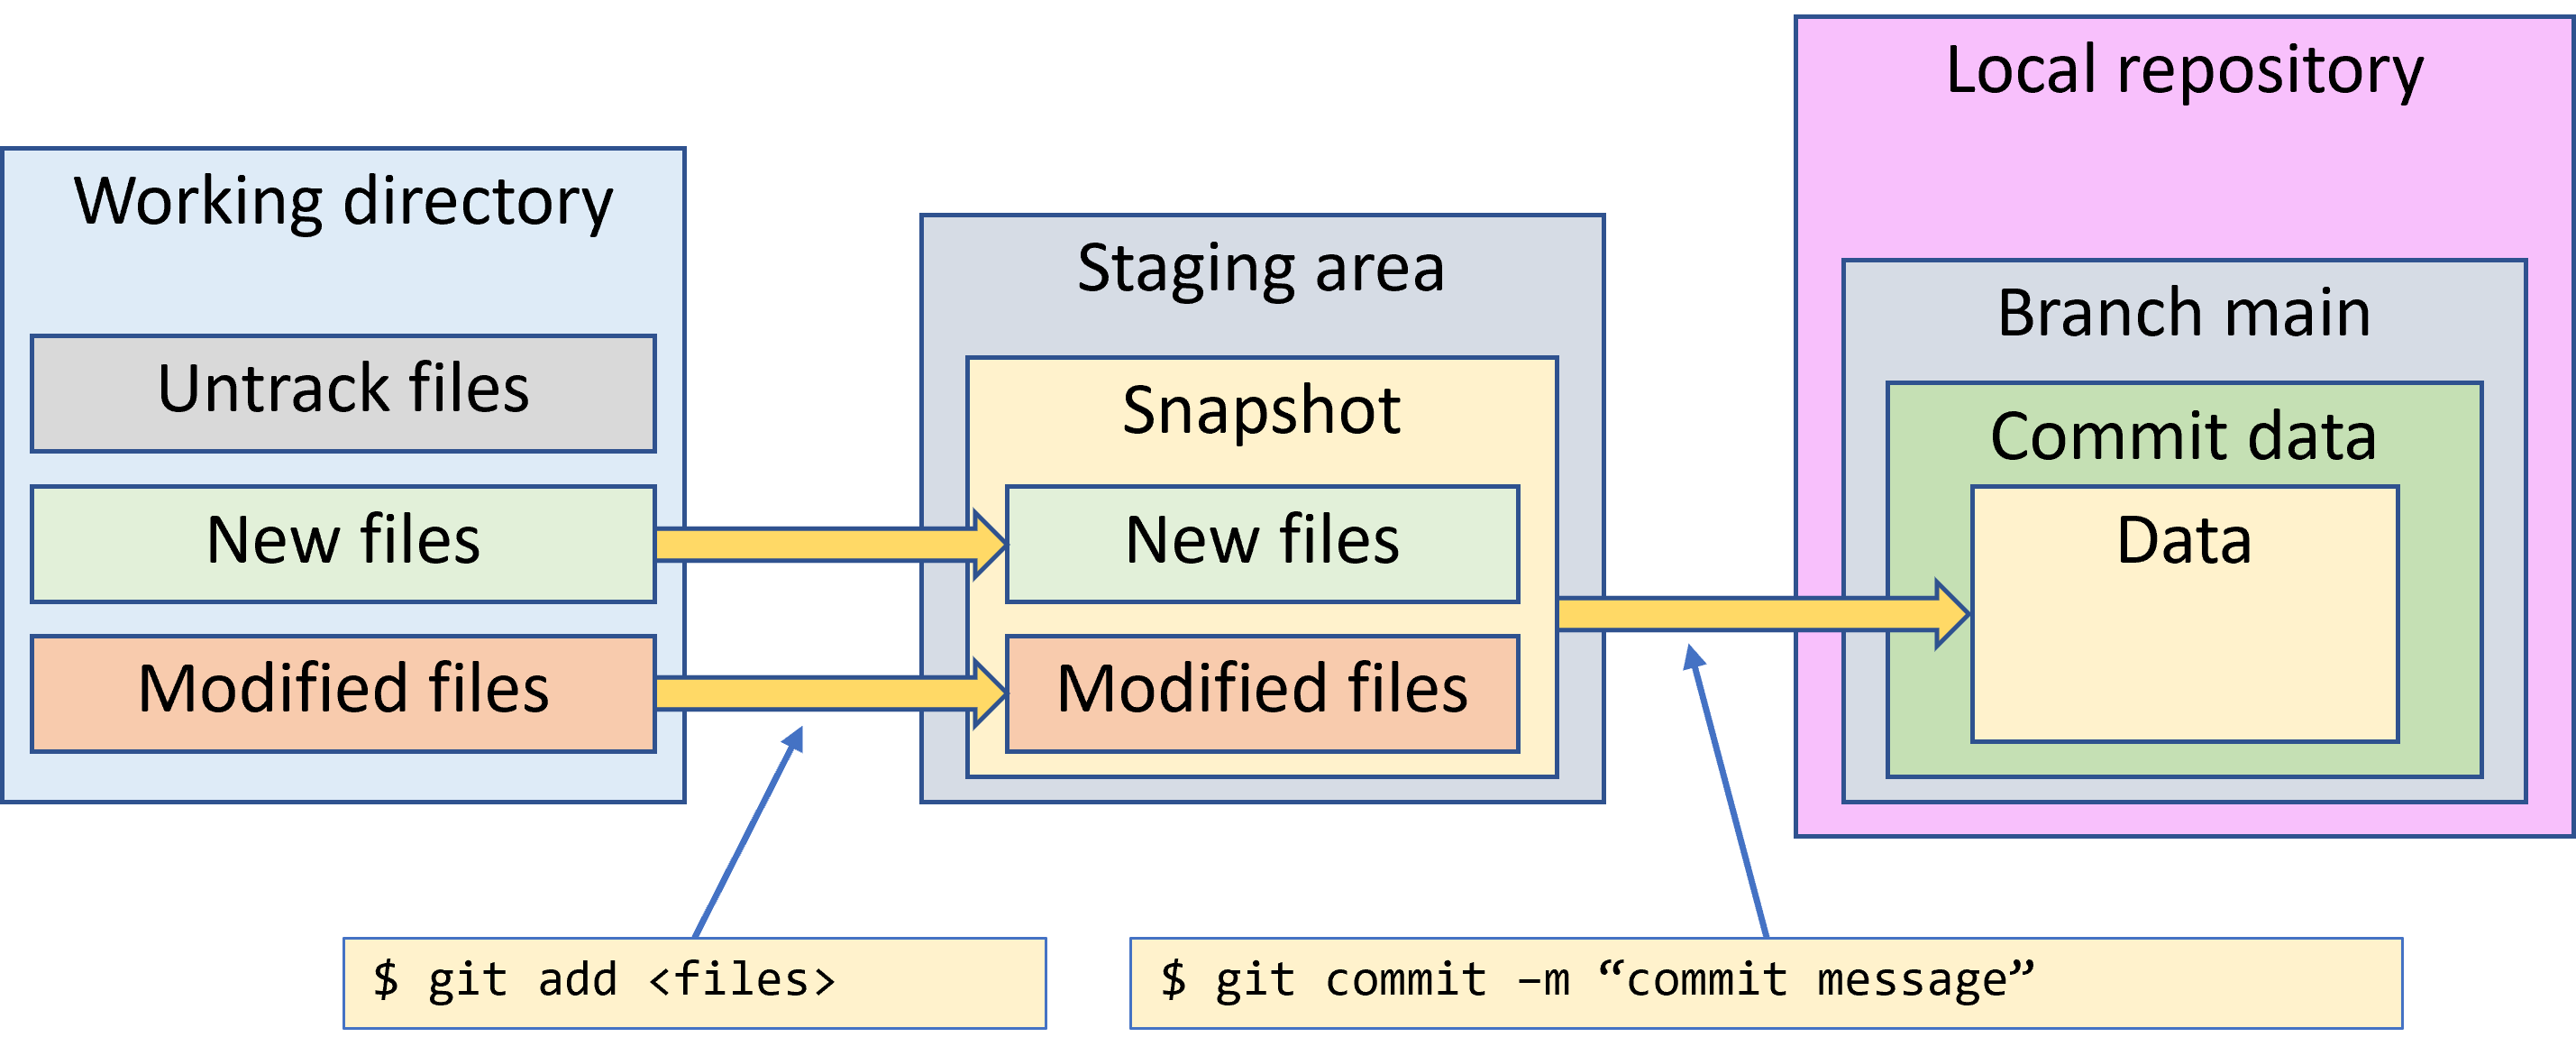 Working directory
Untrack files
New files
Modified files
Staging area
Snapshot
New files
Modified files
Local repository
Branch main
Commit data
Data
$ git add <files>
$ git commit –m “commit message”